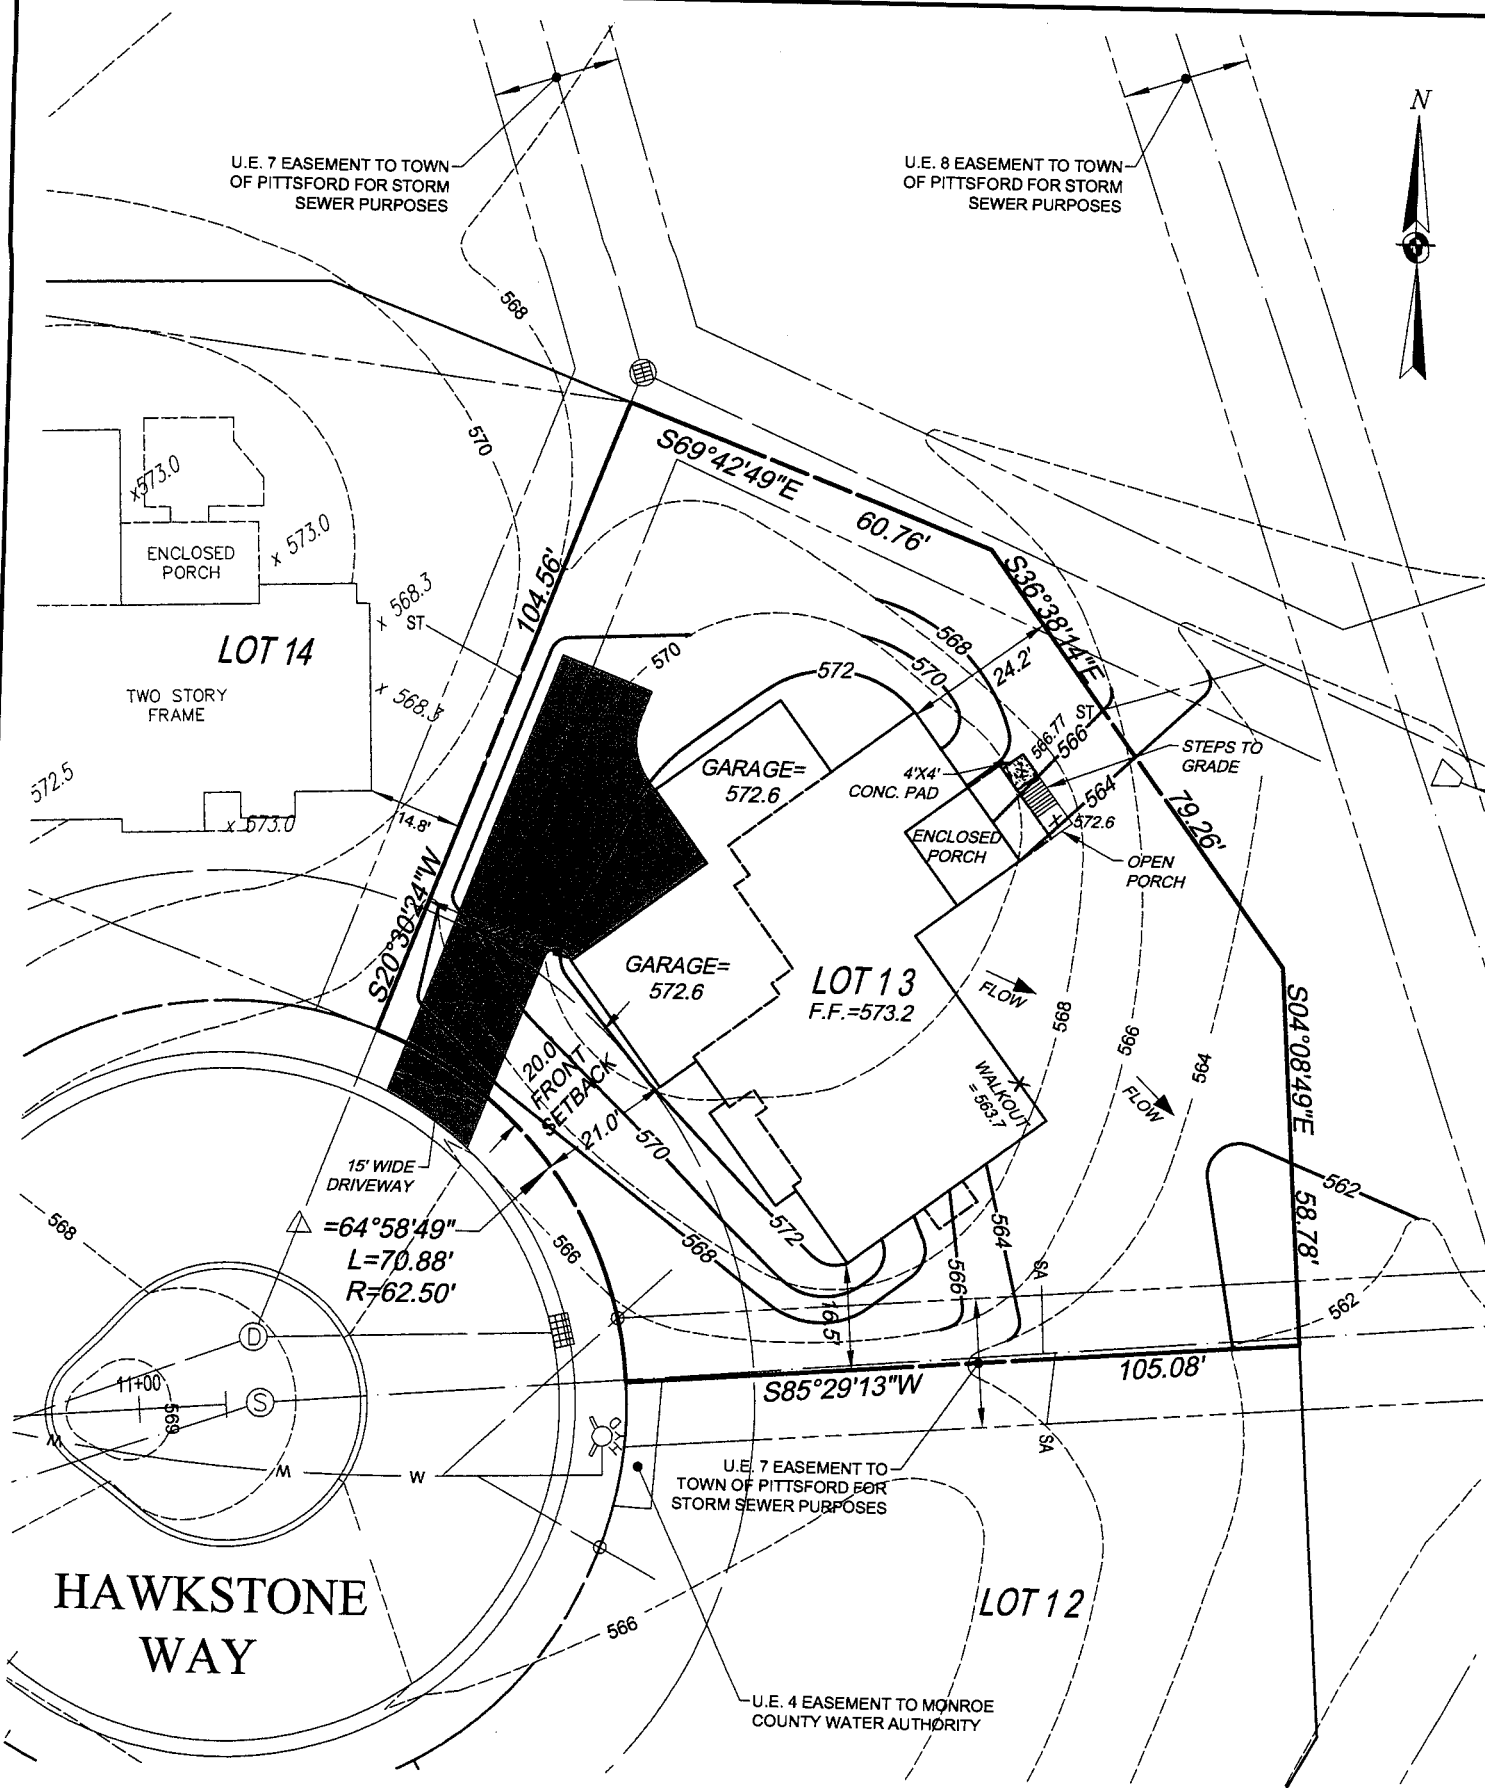 N
U.E. 7 EASEMENT TO TOWN
OF PITTSFORD FOR STORM
SEWER PURPOSES
U.E. 8 EASEMENT TO TOWN
OF PITTSFORD FOR STORM
SEWER PURPOSES
568
570
S69°42'49"E
60.76'
x573.0
x 573.0
ENCLOSED
PORCH
104.56'
S36°38'14"E
79.26'
x 568.3
ST
LOT 14
TWO STORY
FRAME
x 568.3
572.5
x 573.0
14.8'
S20°30'24"W
570
572
568
570
24.2'
ST
566.77
566
564
STEPS TO
GRADE
4'X4'
CONC. PAD
GARAGE=
572.6
572.6
ENCLOSED
PORCH
OPEN
PORCH
GARAGE=
572.6
LOT 13
F.F.=573.2
FLOW
568
566
564
FLOW
WALKOUT
= 563.7
S04°08'49"E
58.78'
20.0'
FRONT
SETBACK
21.0'
15' WIDE
DRIVEWAY
=64°58'49"
L=70.88'
R=62.50'
568
566
570
572
568
566
564
562
562
SA
16.5'
S85°29'13"W
105.08'
SA
D
S
11+00
569
W
W
W
HYD
U.E. 7 EASEMENT TO
TOWN OF PITTSFORD FOR
STORM SEWER PURPOSES
HAWKSTONE
WAY
566
LOT 12
U.E. 4 EASEMENT TO MONROE
COUNTY WATER AUTHORITY